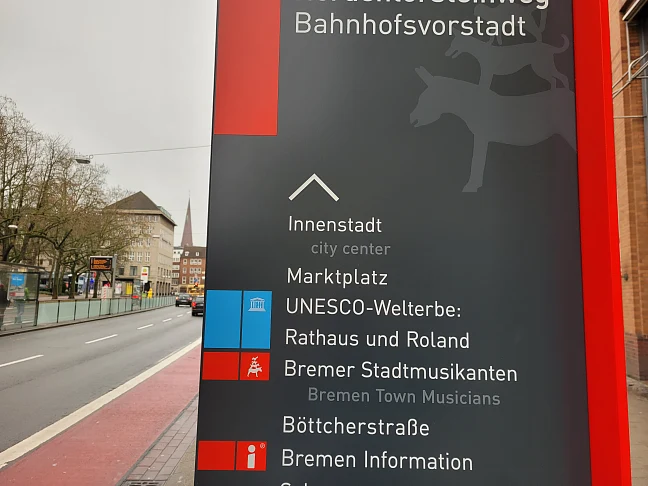 Bahnhofsvorstadt
Innenstadt
city center
Marktplatz
UNESCO-Welterbe:
Rathaus und Roland
Bremer Stadtmusikanten
Bremen Town Musicians
Böttcherstraße
i
Bremen Information